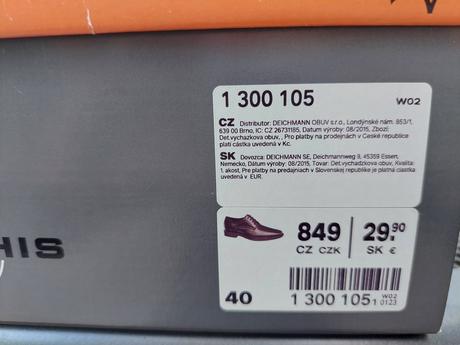 1 300 105 W02
CZ Distributor: DEICHMANN OBUV s.r.o., Londýnské nám. 853/1,
639 00 Brno, IC: CZ 26731185, Datum výroby: 08/2015, Zbozí:
Det.vychazkova obuv, , Pro platby na prodejnách v České republice
platí částka uvedená v Kc.
SK Dovozca: DEICHMANN SE, Deichmannweg 9, 45359 Essen,
Nemecko, Dátum výroby: 08/2015, Tovar: Det.vychadzkova obuv, Kvalita:
1. akost, Pre platby na predajniach v Slovenskej republike je platná ciastka
uvedená v EUR.
849 29.90
CZ CZK SK €
HIS
40
1 300 105 1 W02
0123